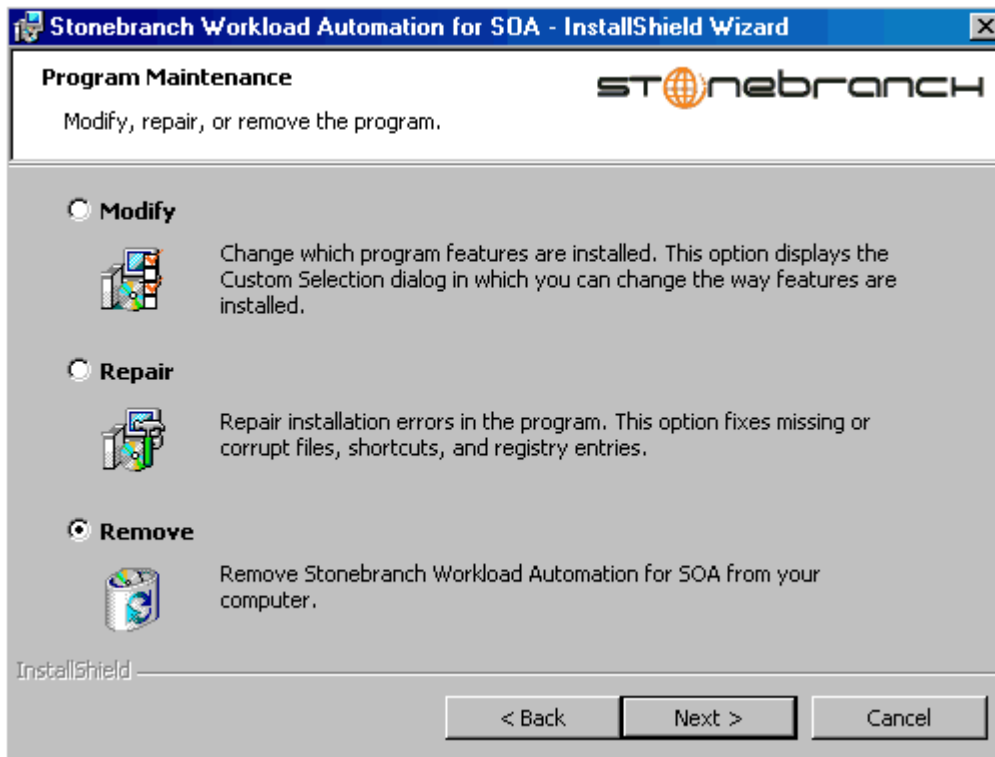 Stonebranch Workload Automation for SOA - InstallShield Wizard
Program Maintenance
STONEBRANCH
Modify, repair, or remove the program.
Modify
Change which program features are installed. This option displays the
Custom Selection dialog in which you can change the way features are
installed.
Repair
Repair installation errors in the program. This option fixes missing or
corrupt files, shortcuts, and registry entries.
Remove
Remove Stonebranch Workload Automation for SOA from your
computer.
InstallShield
< Back
Next >
Cancel